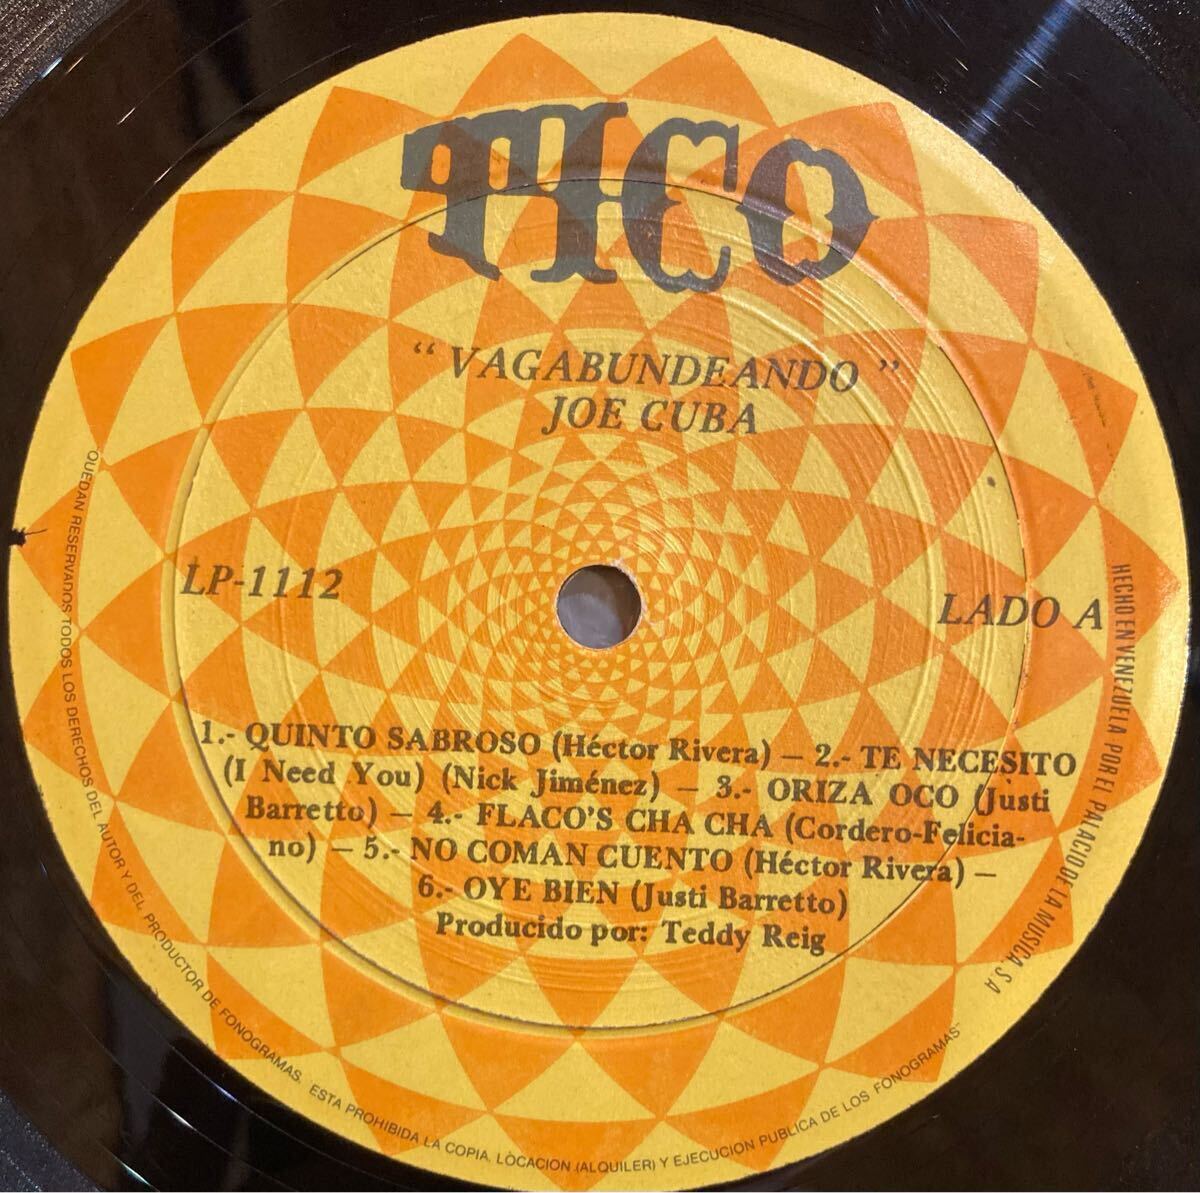 TICO
“VAGABUNDEANDO”
JOE CUBA
LP-1112
LADO A
1.- QUINTO SABROSO (Héctor Rivera) – 2.- TE NECESITO
(I Need You) (Nick Jiménez) – 3.- ORIZA OCO (Justi
Barretto) – 4.- FLACO'S CHA CHA (Cordero-Felicia-
no) – 5.- NO COMAN CUENTO (Héctor Rivera) –
6.- OYE BIEN (Justi Barretto)
Producido por: Teddy Reig
HECHO EN VENEZUELA POR EL PALACIO DE LA MUSICA, S.A
QUEDAN RESERVADOS TODOS LOS DERECHOS DEL AUTOR Y DEL PRODUCTOR DE FONOGRAMAS. ESTA PROHIBIDA LA COPIA, LOCACION (ALQUILER) Y EJECUCION PUBLICA DE LOS FONOGRAMAS"